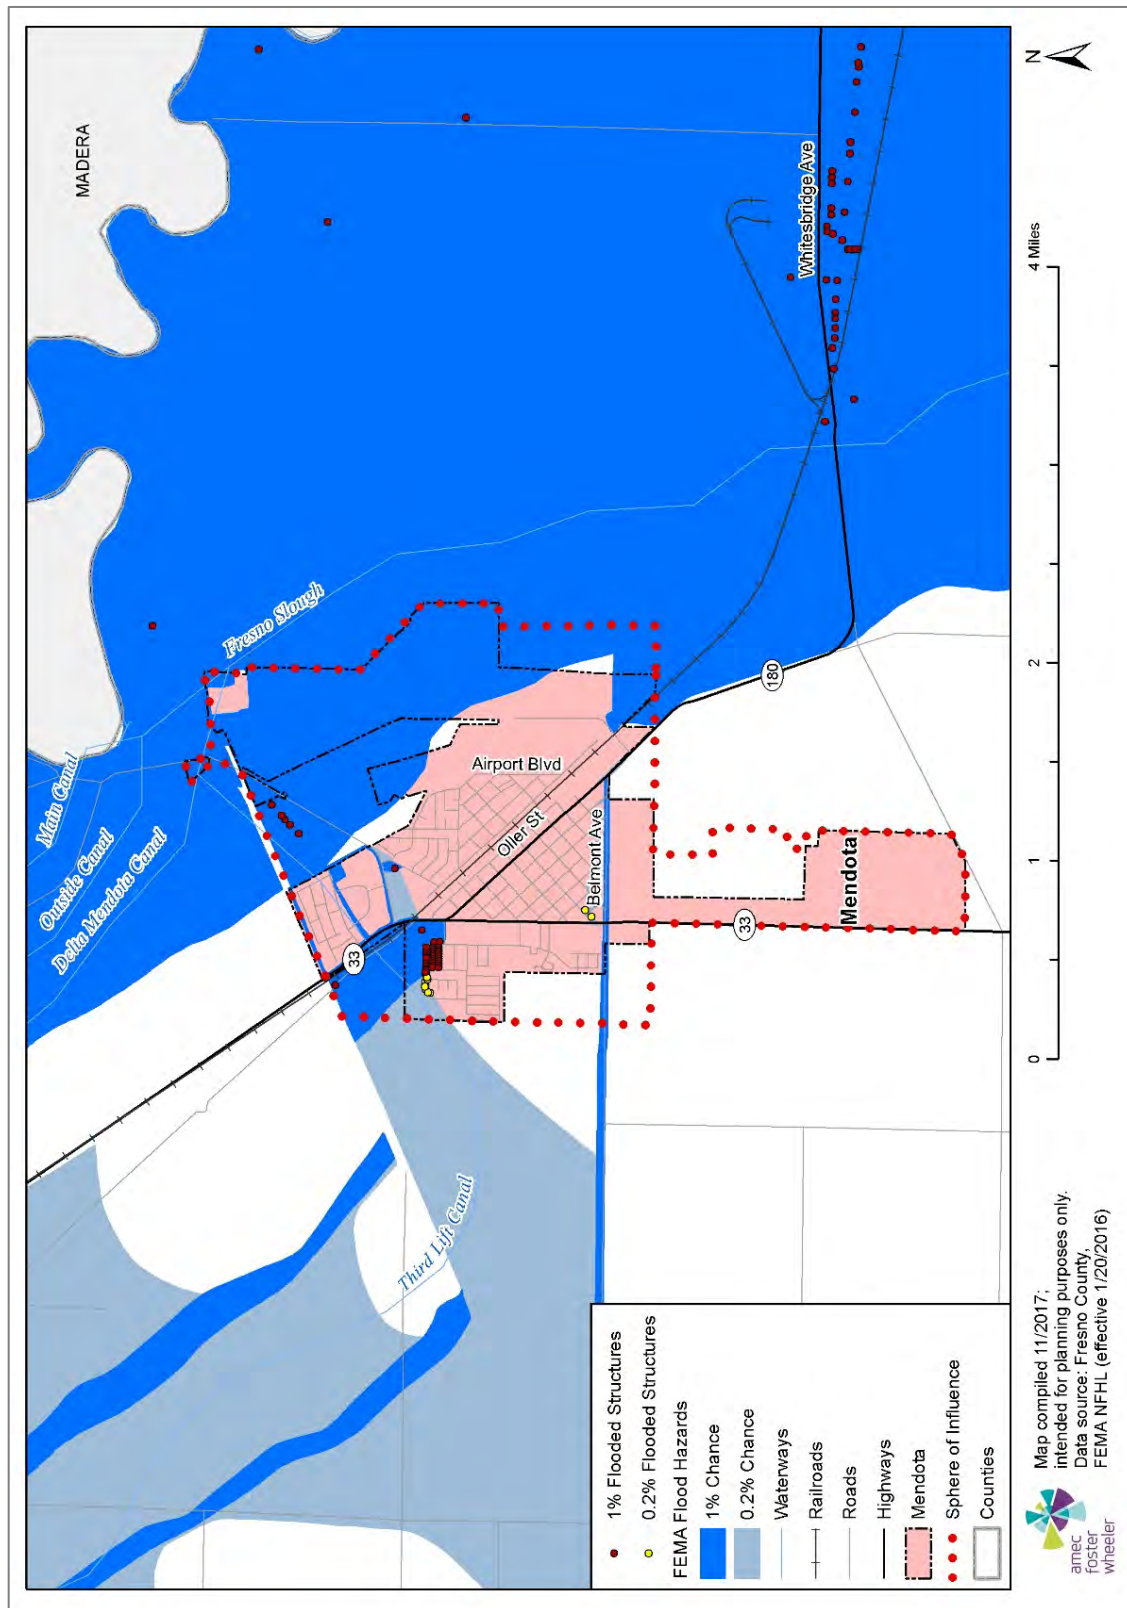 MADERA
N
Main Canal
Outside Canal
Delta Mendota Canal
Fresno Slough
Whitesbridge Ave
Airport Blvd
Oller St
Belmont Ave
33
180
33
Mendota
Third Lift Canal
1% Flooded Structures
0.2% Flooded Structures
FEMA Flood Hazards
1% Chance
0.2% Chance
Waterways
Railroads
Roads
Highways
Mendota
Sphere of Influence
Counties
0
1
2
4 Miles
amec
foster
wheeler
Map compiled 11/2017;
intended for planning purposes only.
Data source: Fresno County,
FEMA NFHL (effective 1/20/2016)